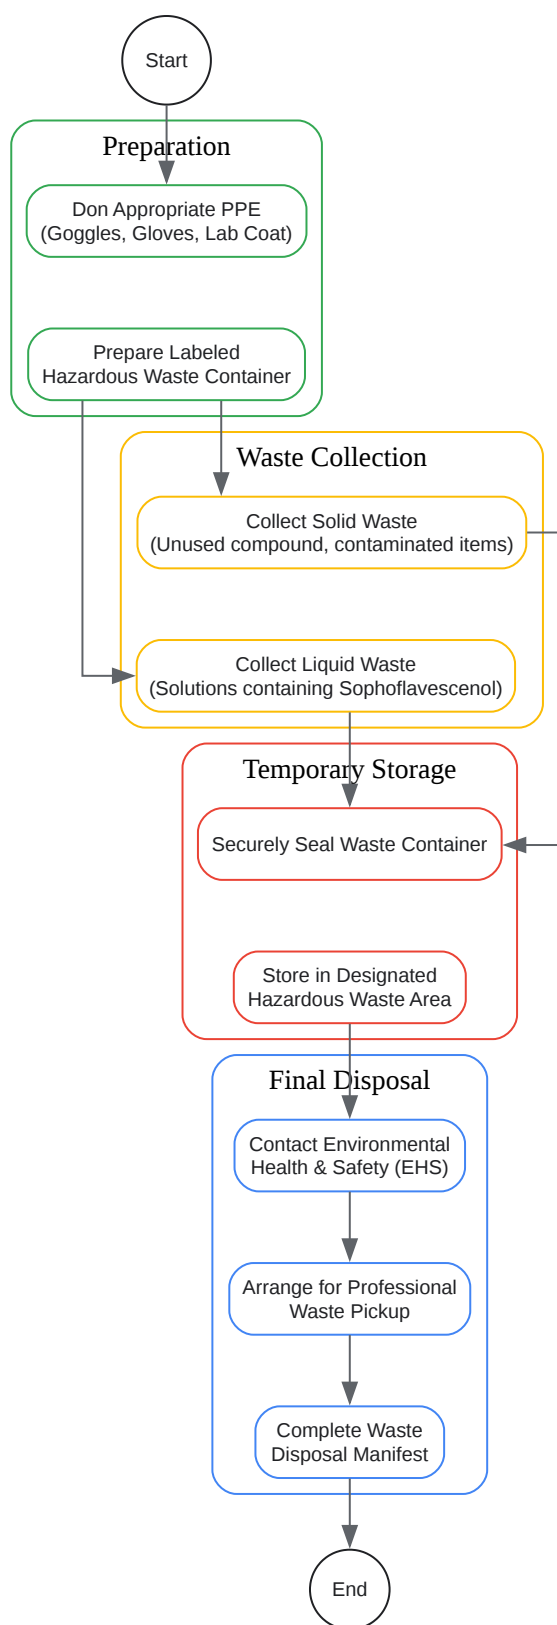 Start
Preparation
Don Appropriate PPE
(Goggles, Gloves, Lab Coat)
Prepare Labeled
Hazardous Waste Container
Waste Collection
Collect Solid Waste
(Unused compound, contaminated items)
Collect Liquid Waste
(Solutions containing Sophoflavescenol)
Temporary Storage
Securely Seal Waste Container
Store in Designated
Hazardous Waste Area
Final Disposal
Contact Environmental
Health & Safety (EHS)
Arrange for Professional
Waste Pickup
Complete Waste
Disposal Manifest
End